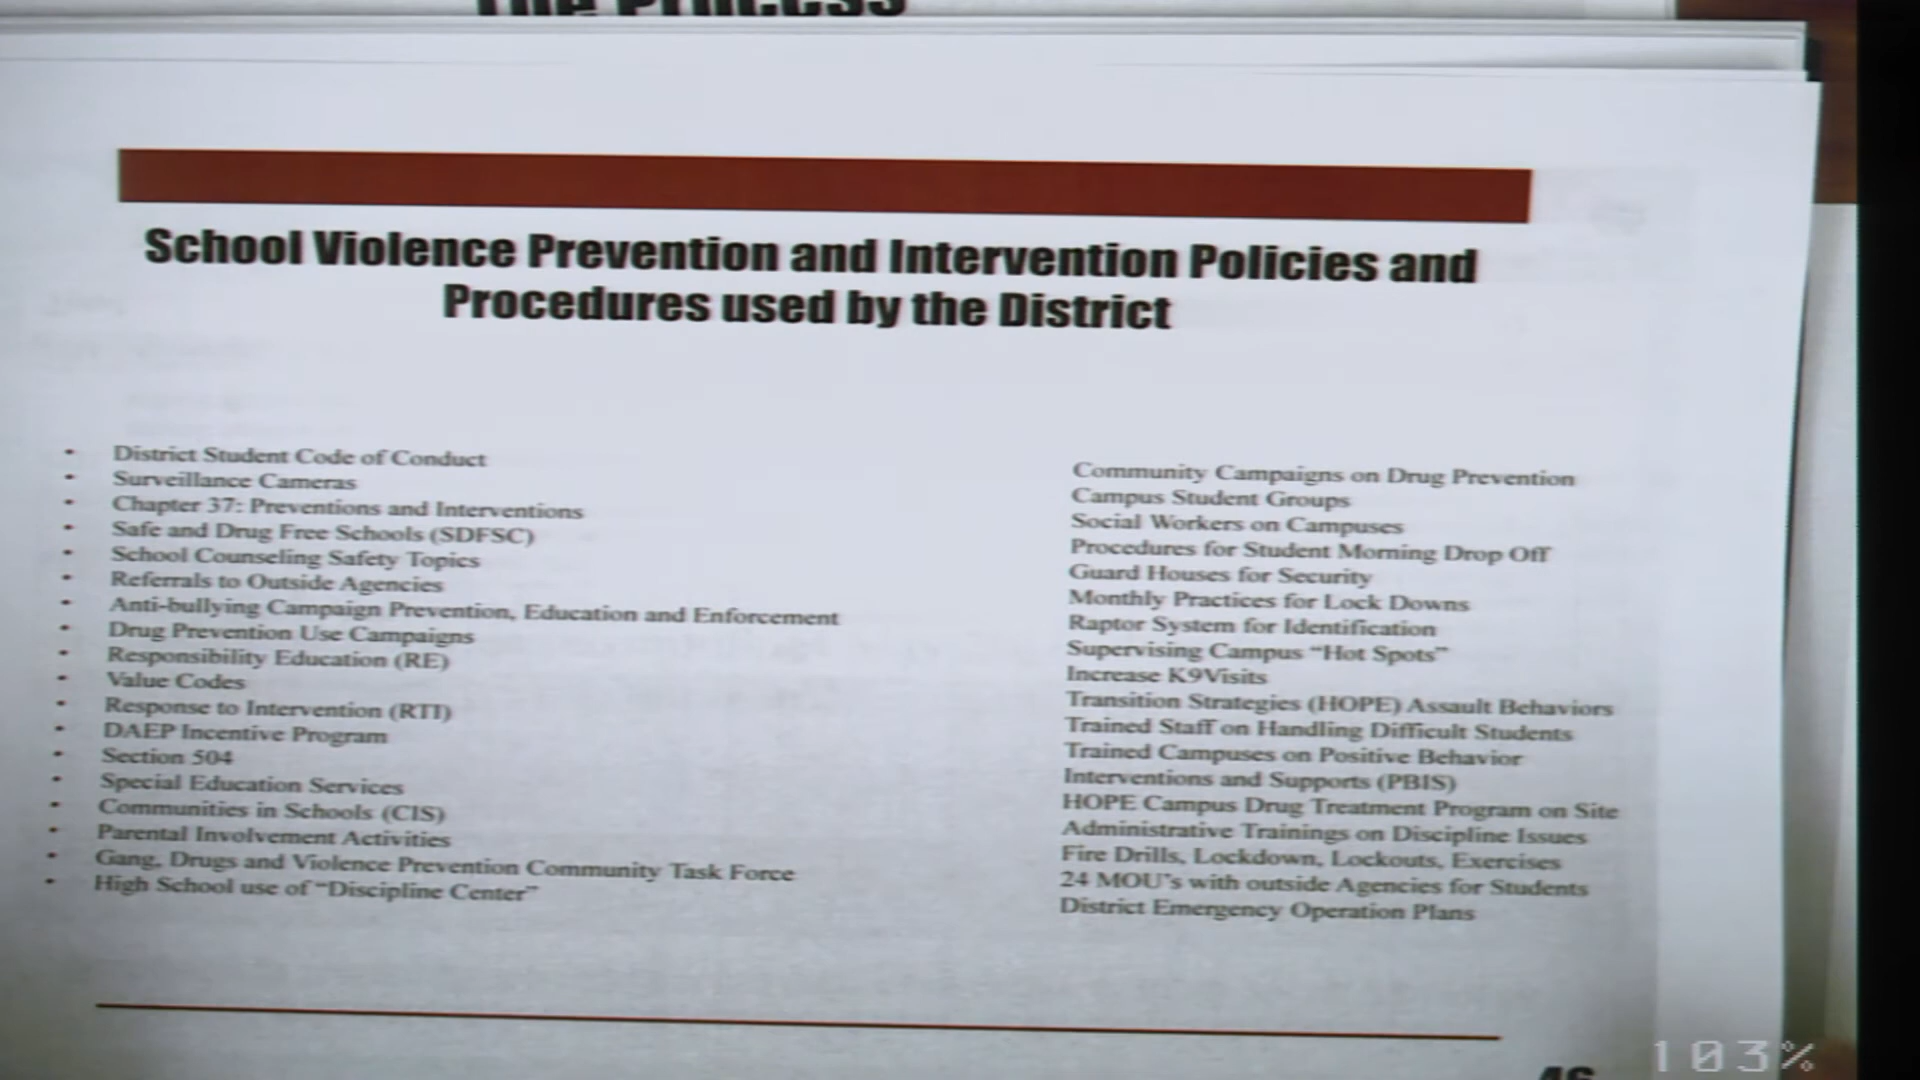 The Process
School Violence Prevention and Intervention Policies and
Procedures used by the District
• District Student Code of Conduct
• Surveillance Cameras
• Chapter 37: Preventions and Interventions
• Safe and Drug Free Schools (SDFSC)
• School Counseling Safety Topics
• Referrals to Outside Agencies
• Anti-bullying Campaign Prevention, Education and Enforcement
• Drug Prevention Use Campaigns
• Responsibility Education (RE)
• Value Codes
• Response to Intervention (RTI)
• DAEP Incentive Program
• Section 504
• Special Education Services
• Communities in Schools (CIS)
• Parental Involvement Activities
• Gang, Drugs and Violence Prevention Community Task Force
• High School use of "Discipline Center"
Community Campaigns on Drug Prevention
Campus Student Groups
Social Workers on Campuses
Procedures for Student Morning Drop Off
Guard Houses for Security
Monthly Practices for Lock Downs
Raptor System for Identification
Supervising Campus "Hot Spots"
Increase K9Visits
Transition Strategies (HOPE) Assault Behaviors
Trained Staff on Handling Difficult Students
Trained Campuses on Positive Behavior
Interventions and Supports (PBIS)
HOPE Campus Drug Treatment Program on Site
Administrative Trainings on Discipline Issues
Fire Drills, Lockdown, Lockouts, Exercises
24 MOU's with outside Agencies for Students
District Emergency Operation Plans
103%